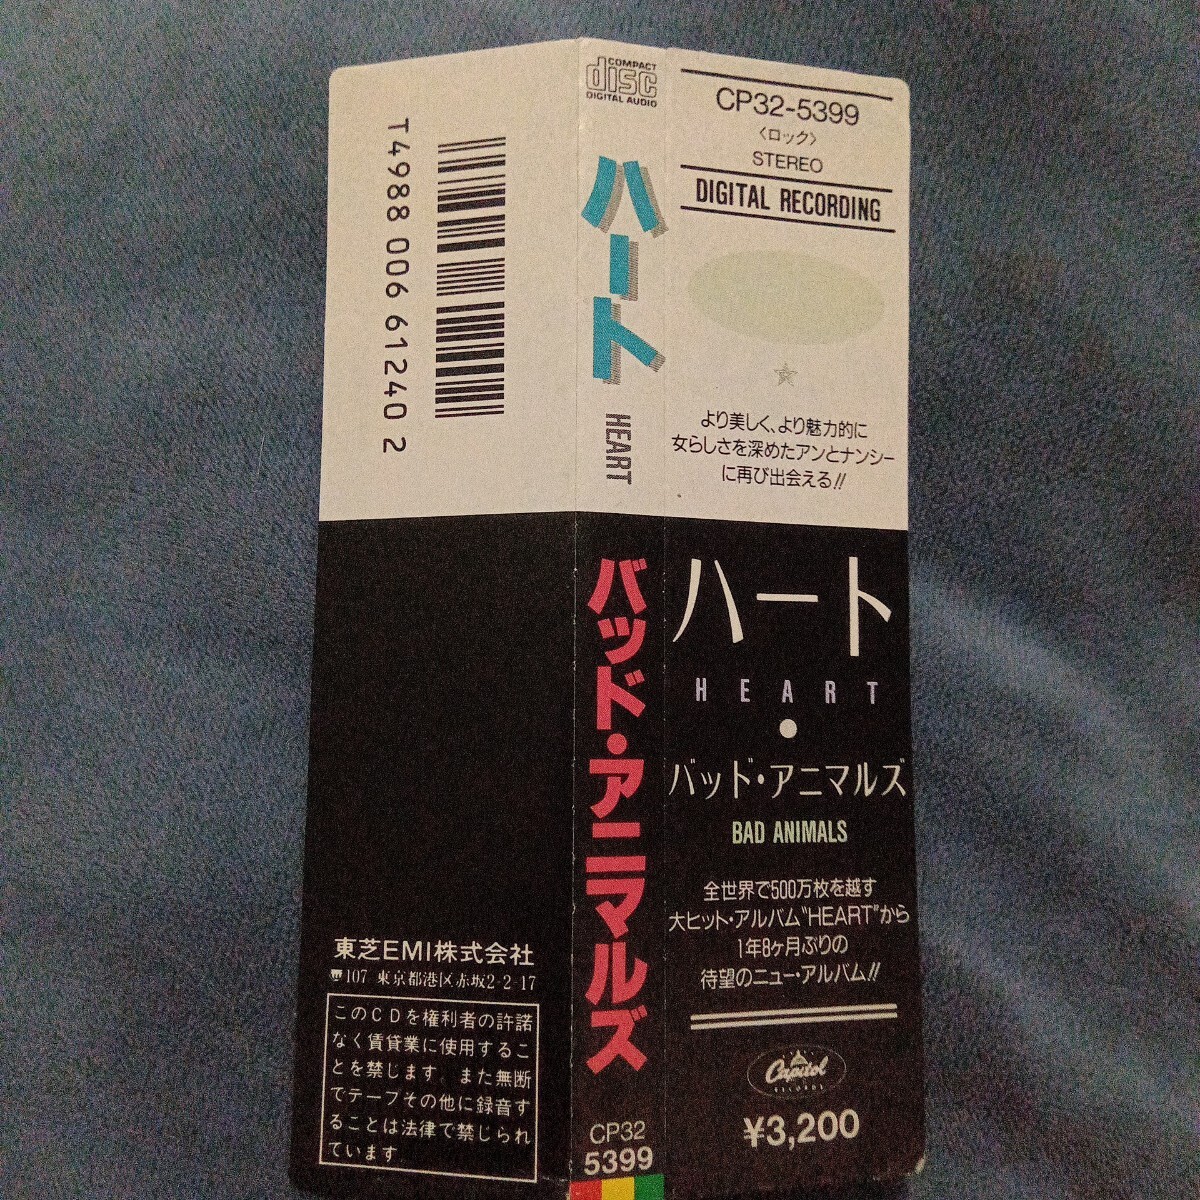 T4988 006 61240 2
東芝EMI株式会社
〒107 東京都港区赤坂2-2-17
このCDを権利者の許諾
なく賃貸業に使用するこ
とを禁じます。また無断
でテープその他に録音す
ることは法律で禁じられ
ています
COMPACT
disc
DIGITAL AUDIO
ハート
HEART
バッド・アニマルズ
CP32
5399
CP32-5399
〈ロック〉
STEREO
DIGITAL RECORDING
より美しく、より魅力的に
女らしさを深めたアンとナンシー
に再び出会える!!
ハート
HEART
バッド・アニマルズ
BAD ANIMALS
全世界で500万枚を越す
大ヒット・アルバム"HEART"から
1年8ヶ月ぶりの
待望のニュー・アルバム!!
Capitol
RECORDS
¥3,200